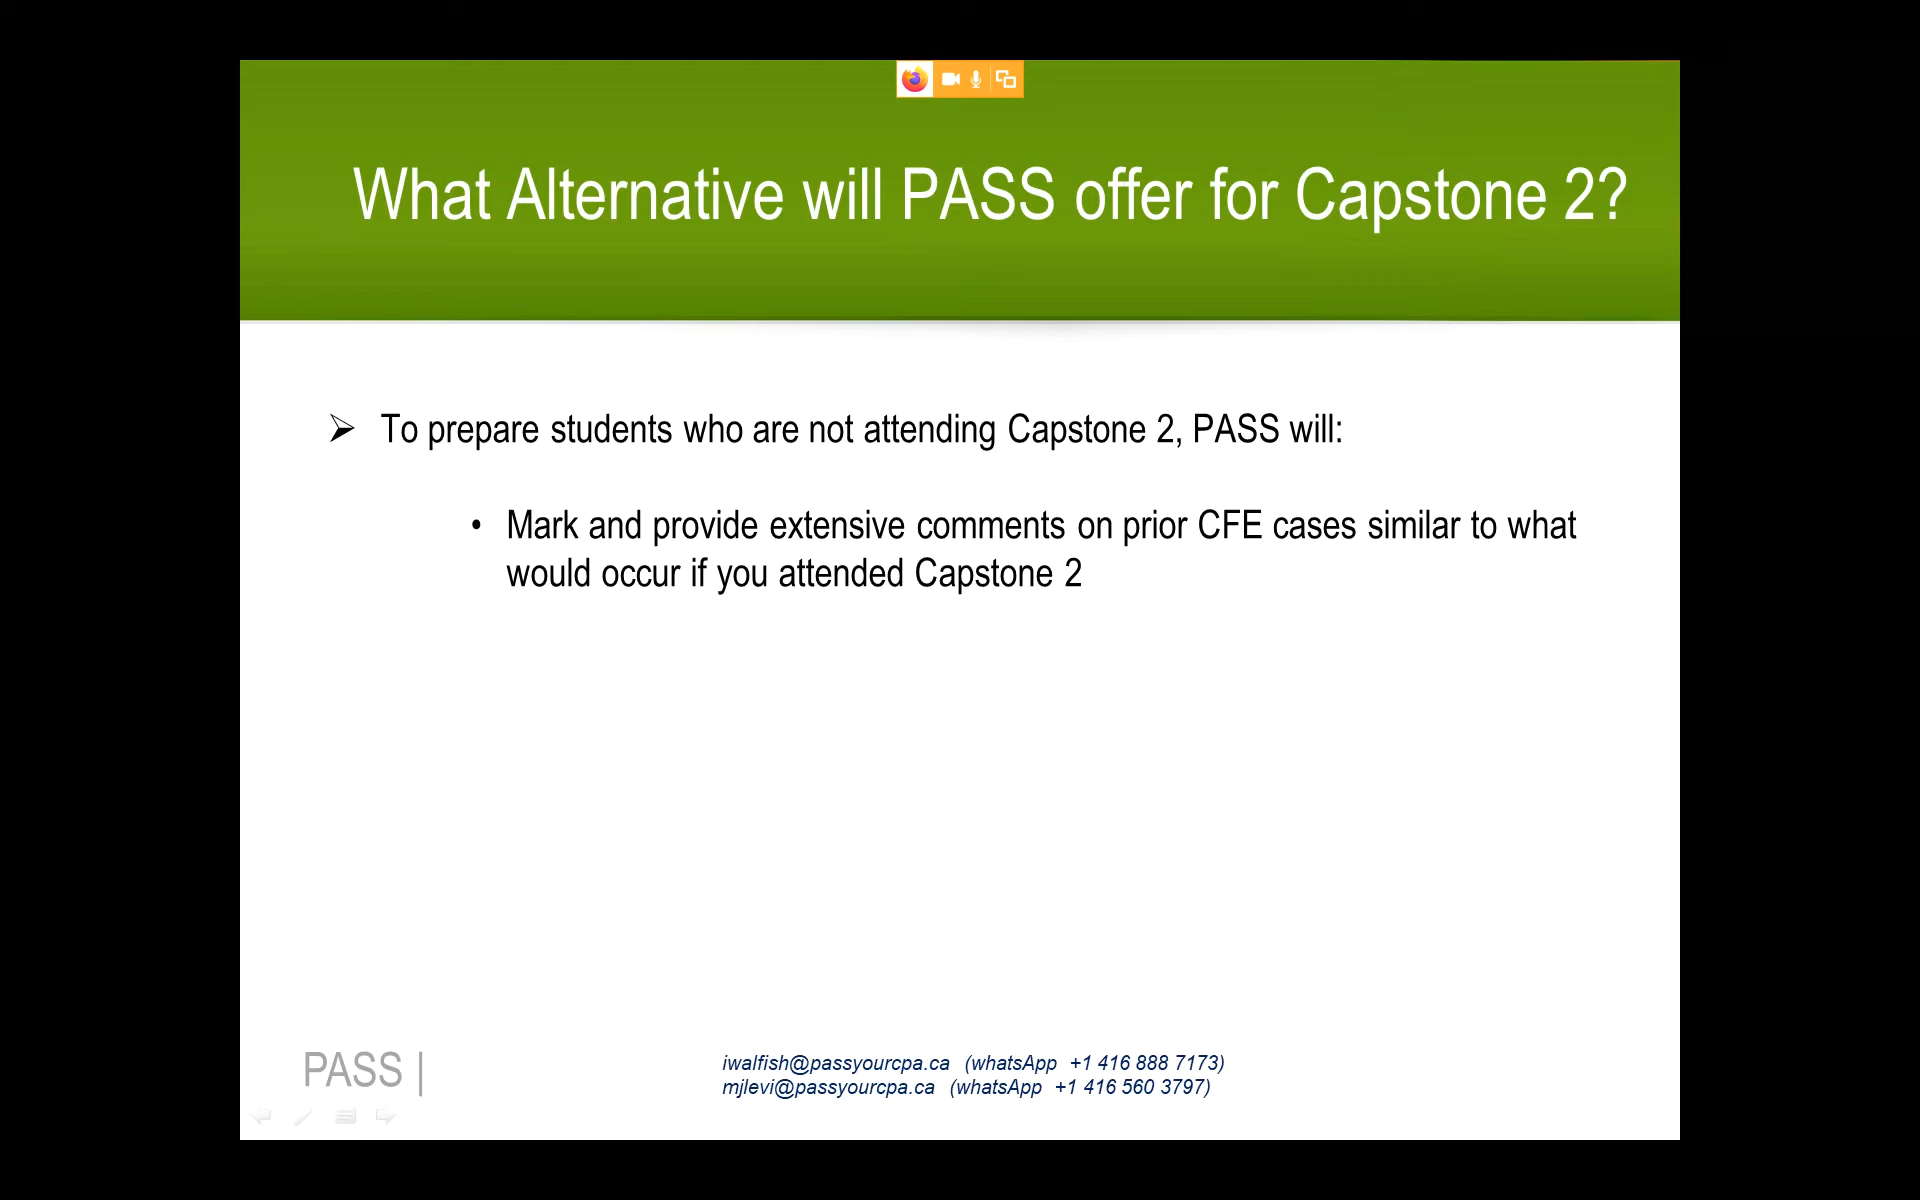 What Alternative will PASS offer for Capstone 2?
➢ To prepare students who are not attending Capstone 2, PASS will:
• Mark and provide extensive comments on prior CFE cases similar to what
would occur if you attended Capstone 2
PASS |
iwalfish@passyourcpa.ca (whatsApp +1 416 888 7173)
mjlevi@passyourcpa.ca (whatsApp +1 416 560 3797)